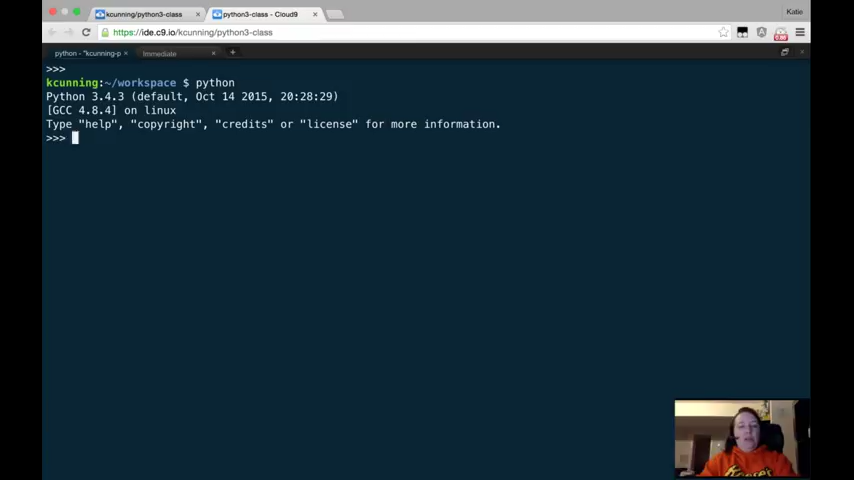 Katie
kcunning/python3-class
python3-class - Cloud9
https://ide.c9.io/kcunning/python3-class
python - "kcunning-p
Immediate
>>>
kcunning:~/workspace $ python
Python 3.4.3 (default, Oct 14 2015, 20:28:29)
[GCC 4.8.4] on linux
Type "help", "copyright", "credits" or "license" for more information.
>>>
Reese's